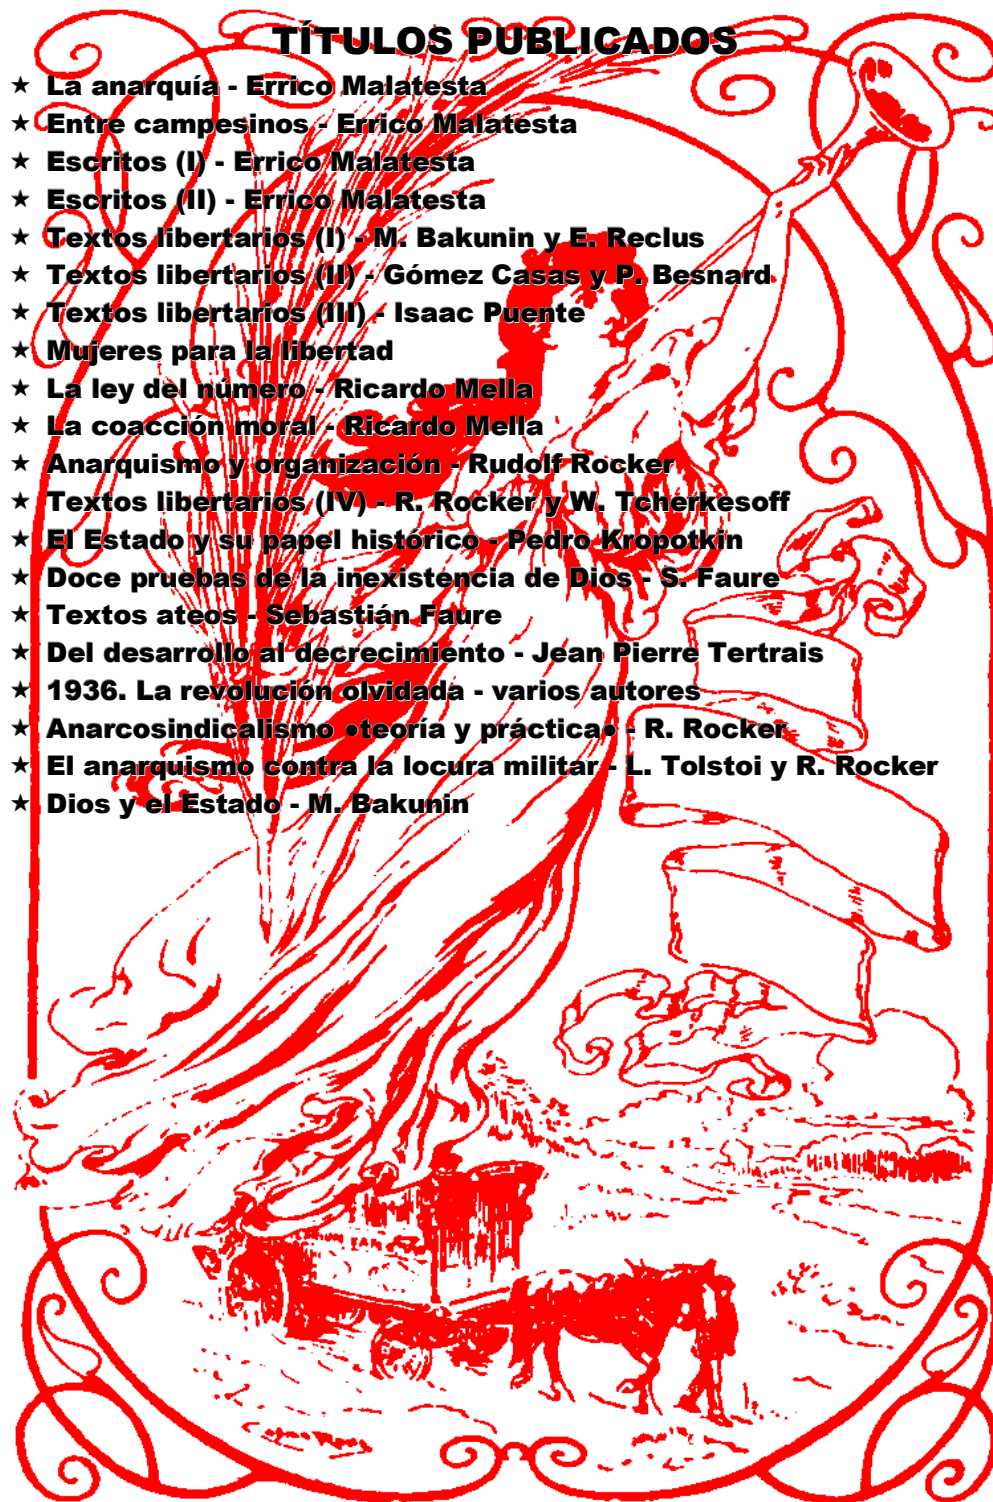 TÍTULOS PUBLICADOS
★ La anarquía - Errico Malatesta
★ Entre campesinos - Errico Malatesta
★ Escritos (I) - Errico Malatesta
★ Escritos (II) - Errico Malatesta
★ Textos libertarios (I) - M. Bakunin y E. Reclus
★ Textos libertarios (II) - Gómez Casas y P. Besnard
★ Textos libertarios (III) - Isaac Puente
★ Mujeres para la libertad
★ La ley del número - Ricardo Mella
★ La coacción moral - Ricardo Mella
★ Anarquismo y organización - Rudolf Rocker
★ Textos libertarios (IV) - R. Rocker y W. Tcherkesoff
★ El Estado y su papel histórico - Pedro Kropotkin
★ Doce pruebas de la inexistencia de Dios - S. Faure
★ Textos ateos - Sebastián Faure
★ Del desarrollo al decrecimiento - Jean Pierre Tertrais
★ 1936. La revolución olvidada - varios autores
★ Anarcosindicalismo ●teoría y práctica● - R. Rocker
★ El anarquismo contra la locura militar - L. Tolstoi y R. Rocker
★ Dios y el Estado - M. Bakunin